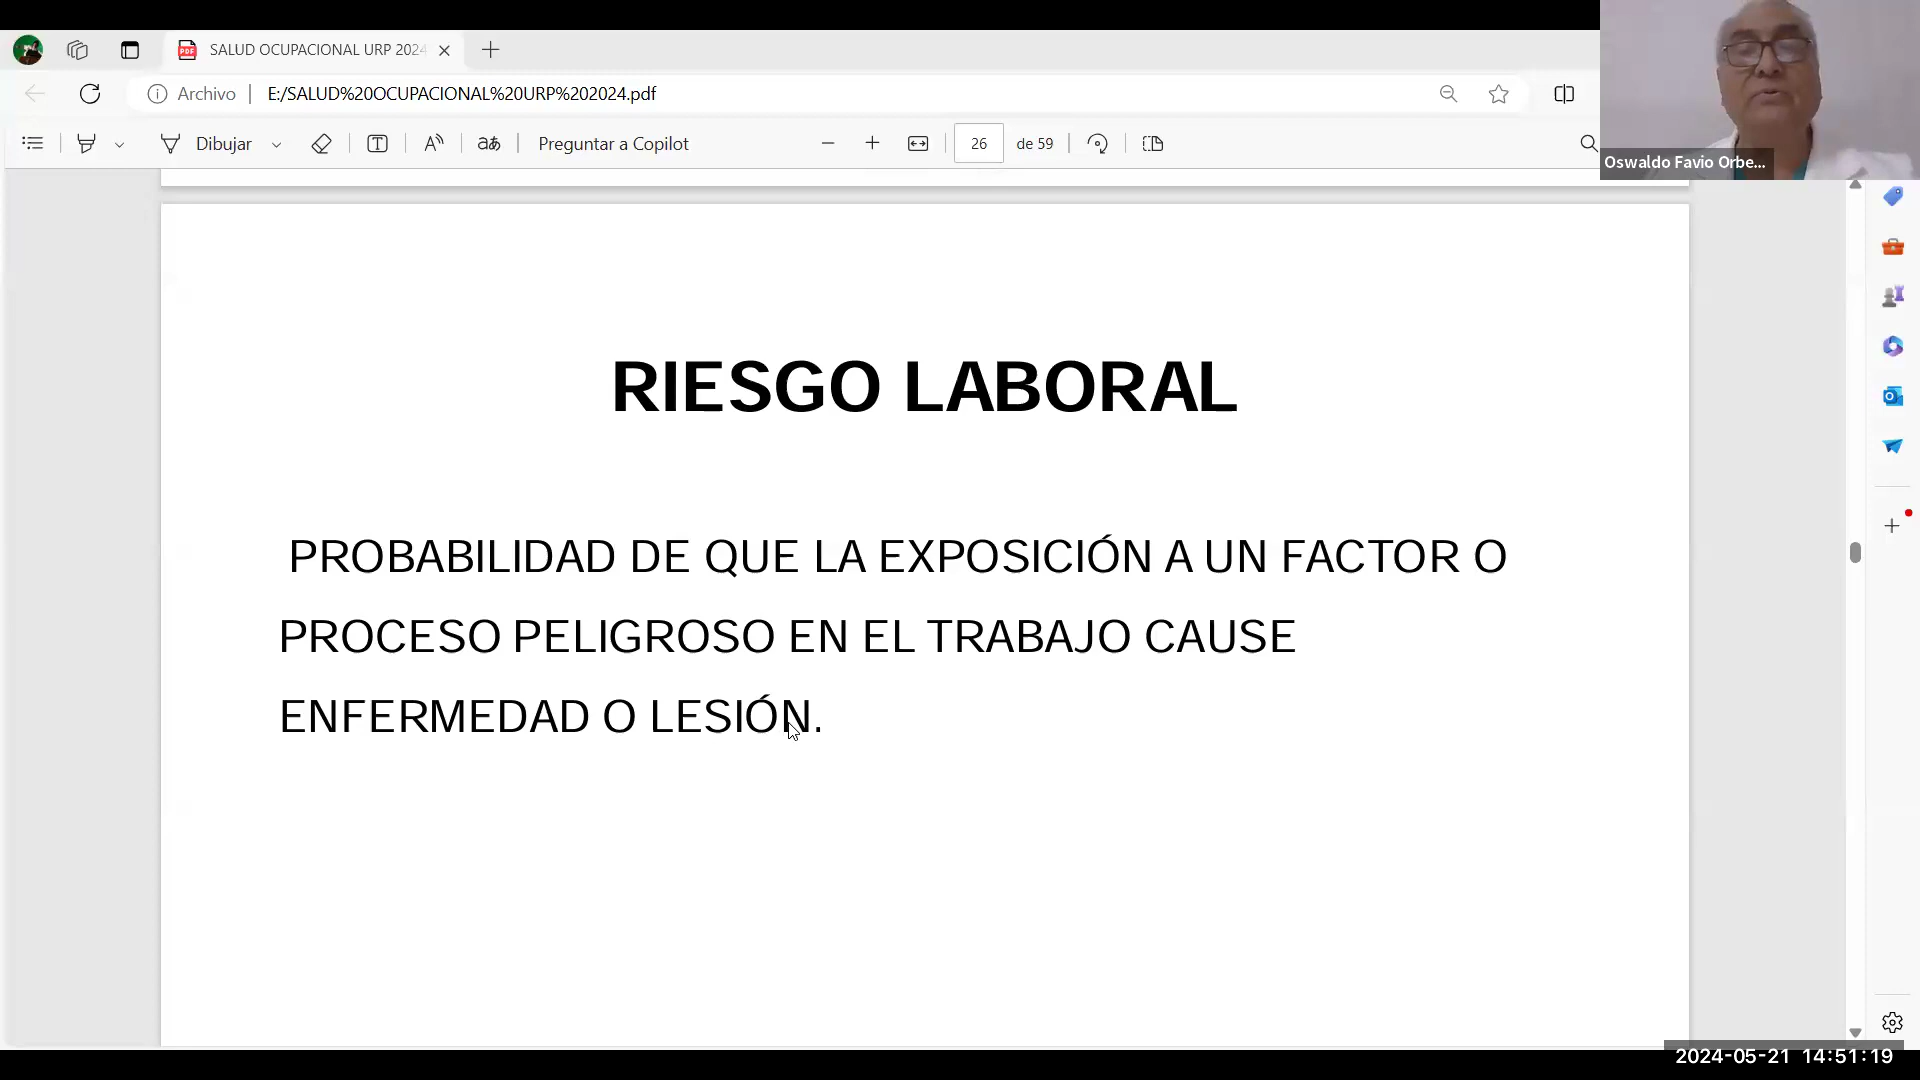 SALUD OCUPACIONAL URP 2024
Archivo
E:/SALUD%20OCUPACIONAL%20URP%202024.pdf
Dibujar
Preguntar a Copilot
26
de 59
Oswaldo Favio Orbe...
RIESGO LABORAL
PROBABILIDAD DE QUE LA EXPOSICIÓN A UN FACTOR O
PROCESO PELIGROSO EN EL TRABAJO CAUSE
ENFERMEDAD O LESIÓN.
2024-05-21 14:51:19